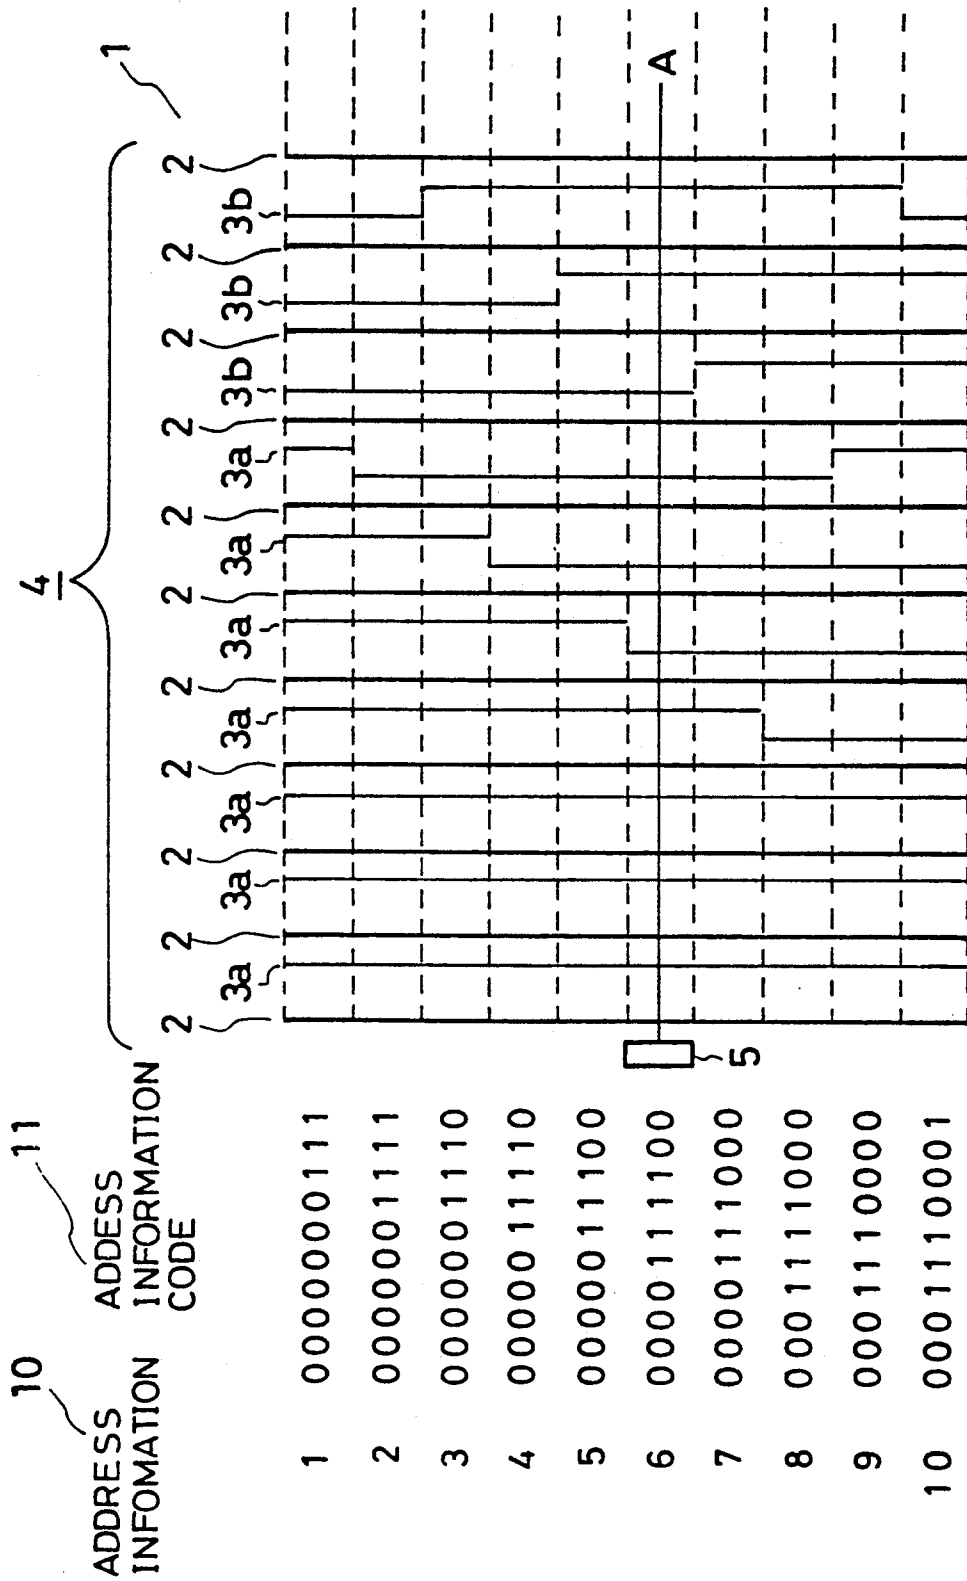 10 11 4
ADDRESS INFOMATION
ADDESS INFORMATION CODE
1
2 2 2 2 2 2 2 2 2 2 2
3a 3a 3a 3a 3a 3a 3a 3b 3b 3b
1 0000000111
2 0000001111
3 0000001110
4 0000011110
5 0000011100
6 0000111100 A
7 0000111000 5
8 0001111000
9 0001110000
10 0001110001